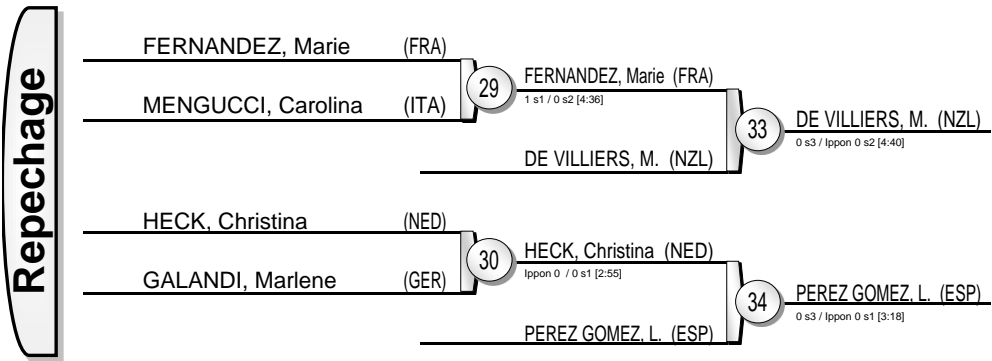 Repechage
FERNANDEZ, Marie (FRA)
MENGUCCI, Carolina (ITA)
29
FERNANDEZ, Marie (FRA)
1 s1 / 0 s2 [4:36]
DE VILLIERS, M. (NZL)
33
DE VILLIERS, M. (NZL)
0 s3 / Ippon 0 s2 [4:40]
HECK, Christina (NED)
GALANDI, Marlene (GER)
30
HECK, Christina (NED)
Ippon 0 / 0 s1 [2:55]
PEREZ GOMEZ, L. (ESP)
34
PEREZ GOMEZ, L. (ESP)
0 s3 / Ippon 0 s1 [3:18]